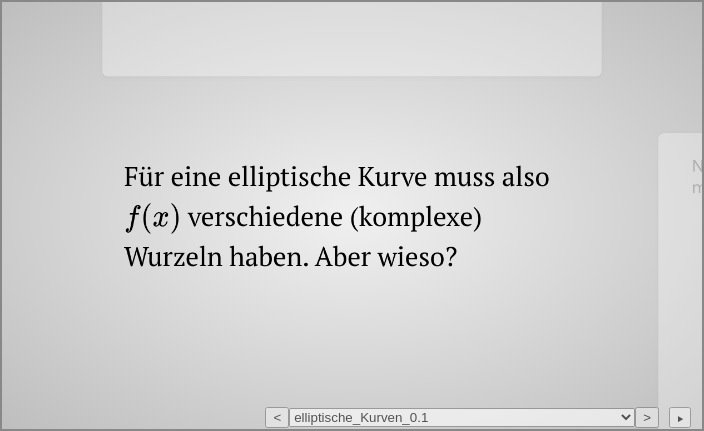 Für eine elliptische Kurve muss also
f(x) verschiedene (komplexe)
Wurzeln haben. Aber wieso?
< elliptische_Kurven_0.1 >